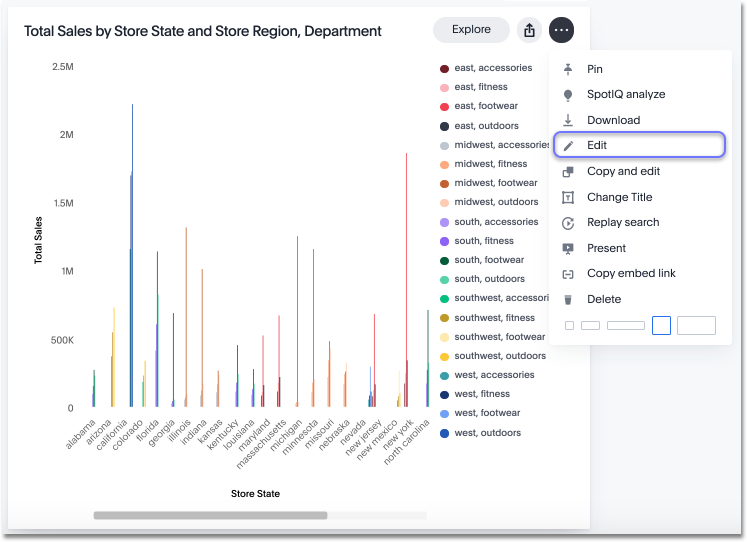 Total Sales by Store State and Store Region, Department
Explore
Pin
SpotIQ analyze
Download
Edit
Copy and edit
Change Title
Replay search
Present
Copy embed link
Delete
2.5M
2M
1.5M
1M
500K
0
Total Sales
alabama
arizona
california
colorado
florida
georgia
illinois
indiana
kansas
kentucky
louisiana
maryland
massachusetts
michigan
minnesota
missouri
nebraska
nevada
new jersey
new mexico
new york
north carolina
Store State
east, accessories
east, fitness
east, footwear
east, outdoors
midwest, accessories
midwest, fitness
midwest, footwear
midwest, outdoors
south, accessories
south, fitness
south, footwear
south, outdoors
southwest, accessori
southwest, fitness
southwest, footwear
southwest, outdoors
west, accessories
west, fitness
west, footwear
west, outdoors